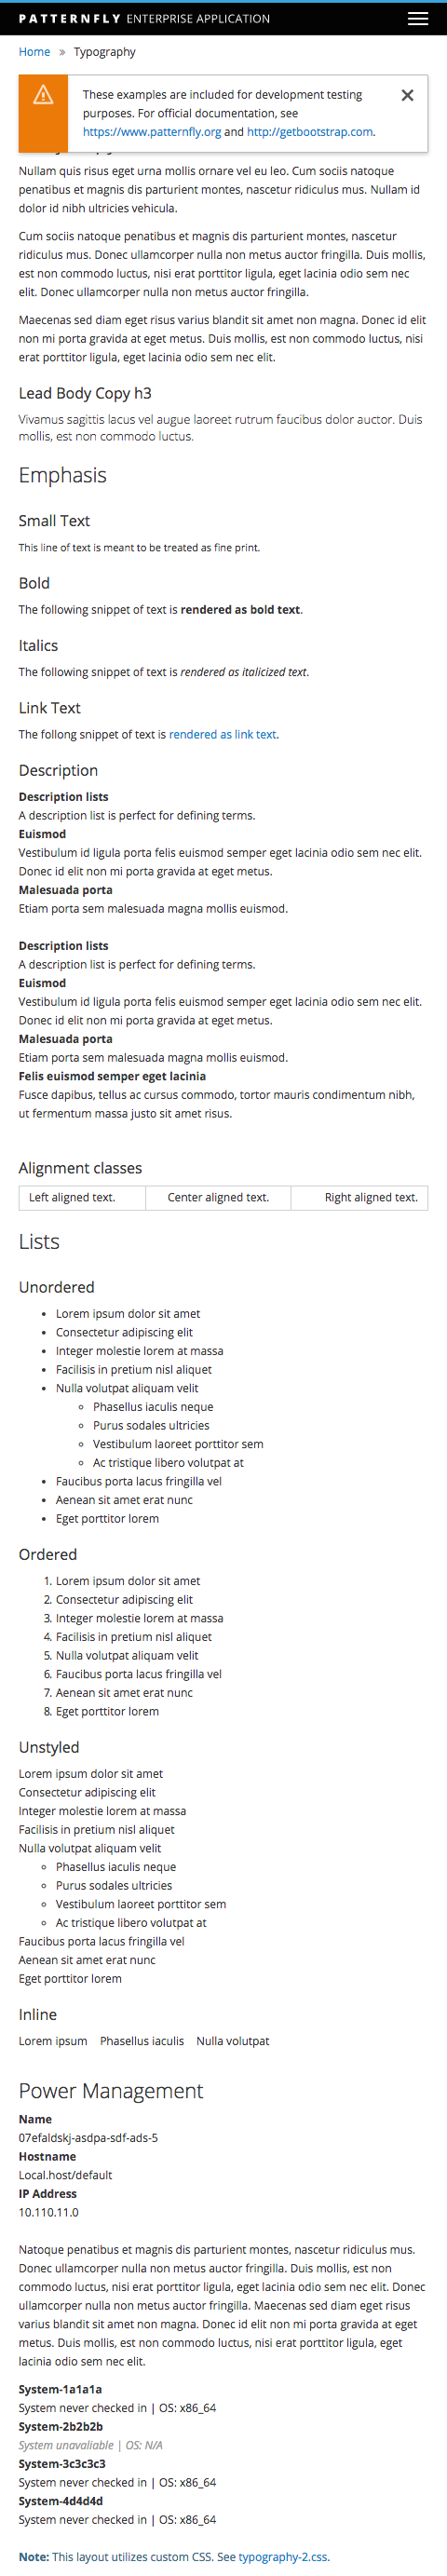 PATTERNFLY ENTERPRISE APPLICATION
Home » Typography
These examples are included for development testing
purposes. For official documentation, see
https://www.patternfly.org and http://getbootstrap.com.
Nullam quis risus eget urna mollis ornare vel eu leo. Cum sociis natoque
penatibus et magnis dis parturient montes, nascetur ridiculus mus. Nullam id
dolor id nibh ultricies vehicula.
Cum sociis natoque penatibus et magnis dis parturient montes, nascetur
ridiculus mus. Donec ullamcorper nulla non metus auctor fringilla. Duis mollis,
est non commodo luctus, nisi erat porttitor ligula, eget lacinia odio sem nec
elit. Donec ullamcorper nulla non metus auctor fringilla.
Maecenas sed diam eget risus varius blandit sit amet non magna. Donec id elit
non mi porta gravida at eget metus. Duis mollis, est non commodo luctus, nisi
erat porttitor ligula, eget lacinia odio sem nec elit.
Lead Body Copy h3
Vivamus sagittis lacus vel augue laoreet rutrum faucibus dolor auctor. Duis
mollis, est non commodo luctus.
Emphasis
Small Text
This line of text is meant to be treated as fine print.
Bold
The following snippet of text is rendered as bold text.
Italics
The following snippet of text is rendered as italicized text.
Link Text
The follong snippet of text is rendered as link text.
Description
Description lists
A description list is perfect for defining terms.
Euismod
Vestibulum id ligula porta felis euismod semper eget lacinia odio sem nec elit.
Donec id elit non mi porta gravida at eget metus.
Malesuada porta
Etiam porta sem malesuada magna mollis euismod.
Description lists
A description list is perfect for defining terms.
Euismod
Vestibulum id ligula porta felis euismod semper eget lacinia odio sem nec elit.
Donec id elit non mi porta gravida at eget metus.
Malesuada porta
Etiam porta sem malesuada magna mollis euismod.
Felis euismod semper eget lacinia
Fusce dapibus, tellus ac cursus commodo, tortor mauris condimentum nibh,
ut fermentum massa justo sit amet risus.
Alignment classes
Left aligned text. Center aligned text. Right aligned text.
Lists
Unordered
• Lorem ipsum dolor sit amet
• Consectetur adipiscing elit
• Integer molestie lorem at massa
• Facilisis in pretium nisl aliquet
• Nulla volutpat aliquam velit
◦ Phasellus iaculis neque
◦ Purus sodales ultricies
◦ Vestibulum laoreet porttitor sem
◦ Ac tristique libero volutpat at
• Faucibus porta lacus fringilla vel
• Aenean sit amet erat nunc
• Eget porttitor lorem
Ordered
1. Lorem ipsum dolor sit amet
2. Consectetur adipiscing elit
3. Integer molestie lorem at massa
4. Facilisis in pretium nisl aliquet
5. Nulla volutpat aliquam velit
6. Faucibus porta lacus fringilla vel
7. Aenean sit amet erat nunc
8. Eget porttitor lorem
Unstyled
Lorem ipsum dolor sit amet
Consectetur adipiscing elit
Integer molestie lorem at massa
Facilisis in pretium nisl aliquet
Nulla volutpat aliquam velit
◦ Phasellus iaculis neque
◦ Purus sodales ultricies
◦ Vestibulum laoreet porttitor sem
◦ Ac tristique libero volutpat at
Faucibus porta lacus fringilla vel
Aenean sit amet erat nunc
Eget porttitor lorem
Inline
Lorem ipsum Phasellus iaculis Nulla volutpat
Power Management
Name
07efaldskj-asdpa-sdf-ads-5
Hostname
Local.host/default
IP Address
10.110.11.0
Natoque penatibus et magnis dis parturient montes, nascetur ridiculus mus.
Donec ullamcorper nulla non metus auctor fringilla. Duis mollis, est non
commodo luctus, nisi erat porttitor ligula, eget lacinia odio sem nec elit. Donec
ullamcorper nulla non metus auctor fringilla. Maecenas sed diam eget risus
varius blandit sit amet non magna. Donec id elit non mi porta gravida at eget
metus. Duis mollis, est non commodo luctus, nisi erat porttitor ligula, eget
lacinia odio sem nec elit.
System-1a1a1a
System never checked in | OS: x86_64
System-2b2b2b
System unavaliable | OS: N/A
System-3c3c3c3
System never checked in | OS: x86_64
System-4d4d4d
System never checked in | OS: x86_64
Note: This layout utilizes custom CSS. See typography-2.css.